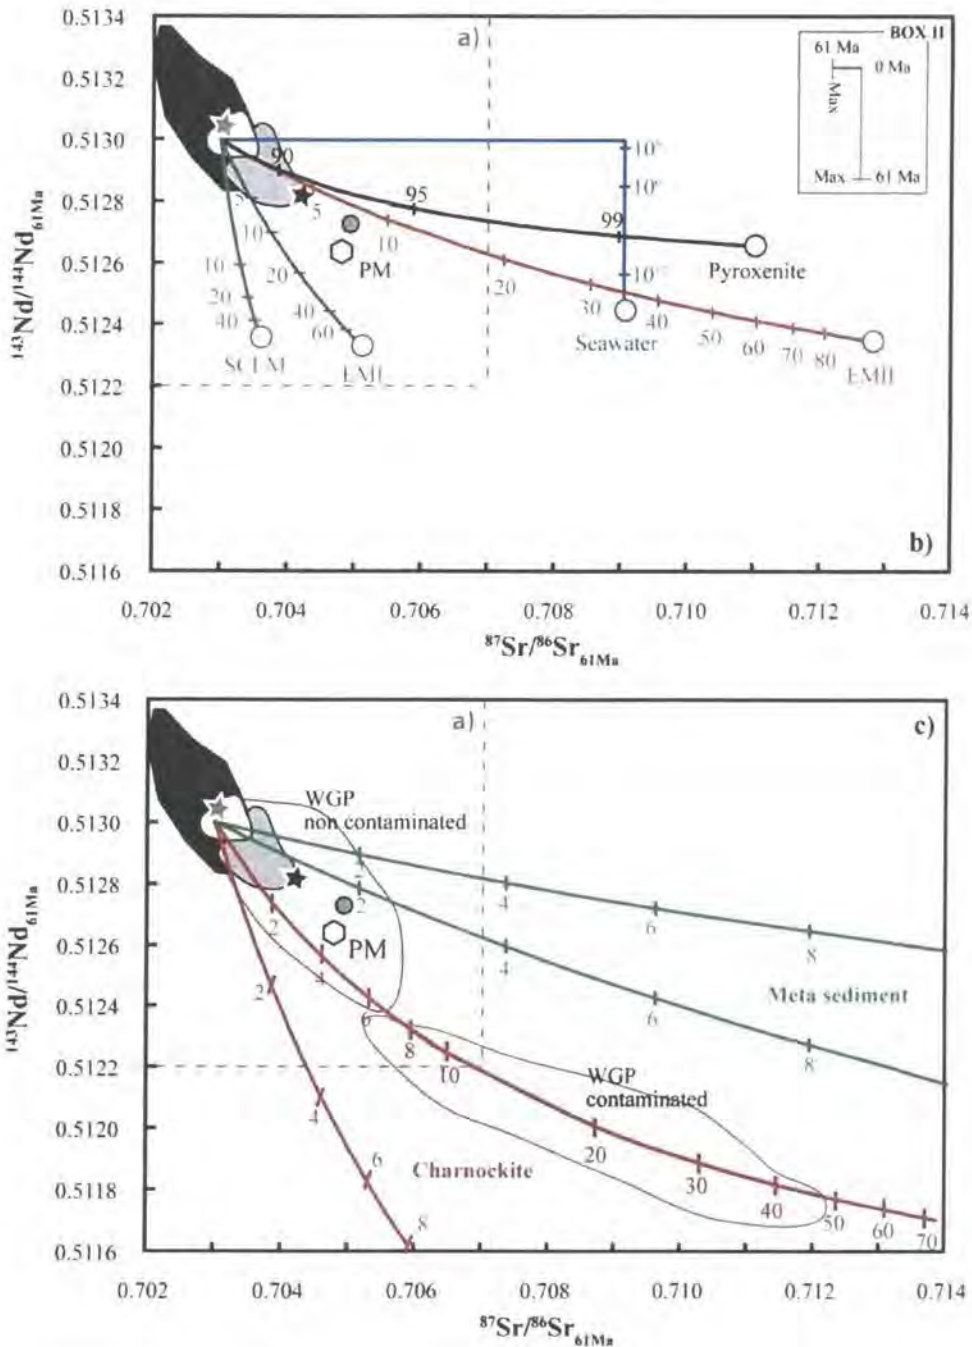 0.5134
0.5132
0.5130
0.5128
0.5126
0.5124
0.5122
0.5120
0.5118
0.5116
143Nd/144Nd61Ma
a)
BOX II
61 Ma
0 Ma
Max
Max
61 Ma
90
95
99
5
5
10
10
10
20
20
20
30
40
40
40
50
60
60
70
80
PM
Pyroxenite
Seawater
SCLM
EMI
EMII
b)
0.702
0.704
0.706
0.708
0.710
0.712
0.714
87Sr/86Sr61Ma
0.5134
0.5132
0.5130
0.5128
0.5126
0.5124
0.5122
0.5120
0.5118
0.5116
143Nd/144Nd61Ma
a)
c)
WGP
non contaminated
2
4
6
8
2
4
6
8
Meta sediment
PM
2
4
6
8
10
20
30
40
50
60
70
WGP
contaminated
2
4
6
8
Charnockite
0.702
0.704
0.706
0.708
0.710
0.712
0.714
87Sr/86Sr61Ma